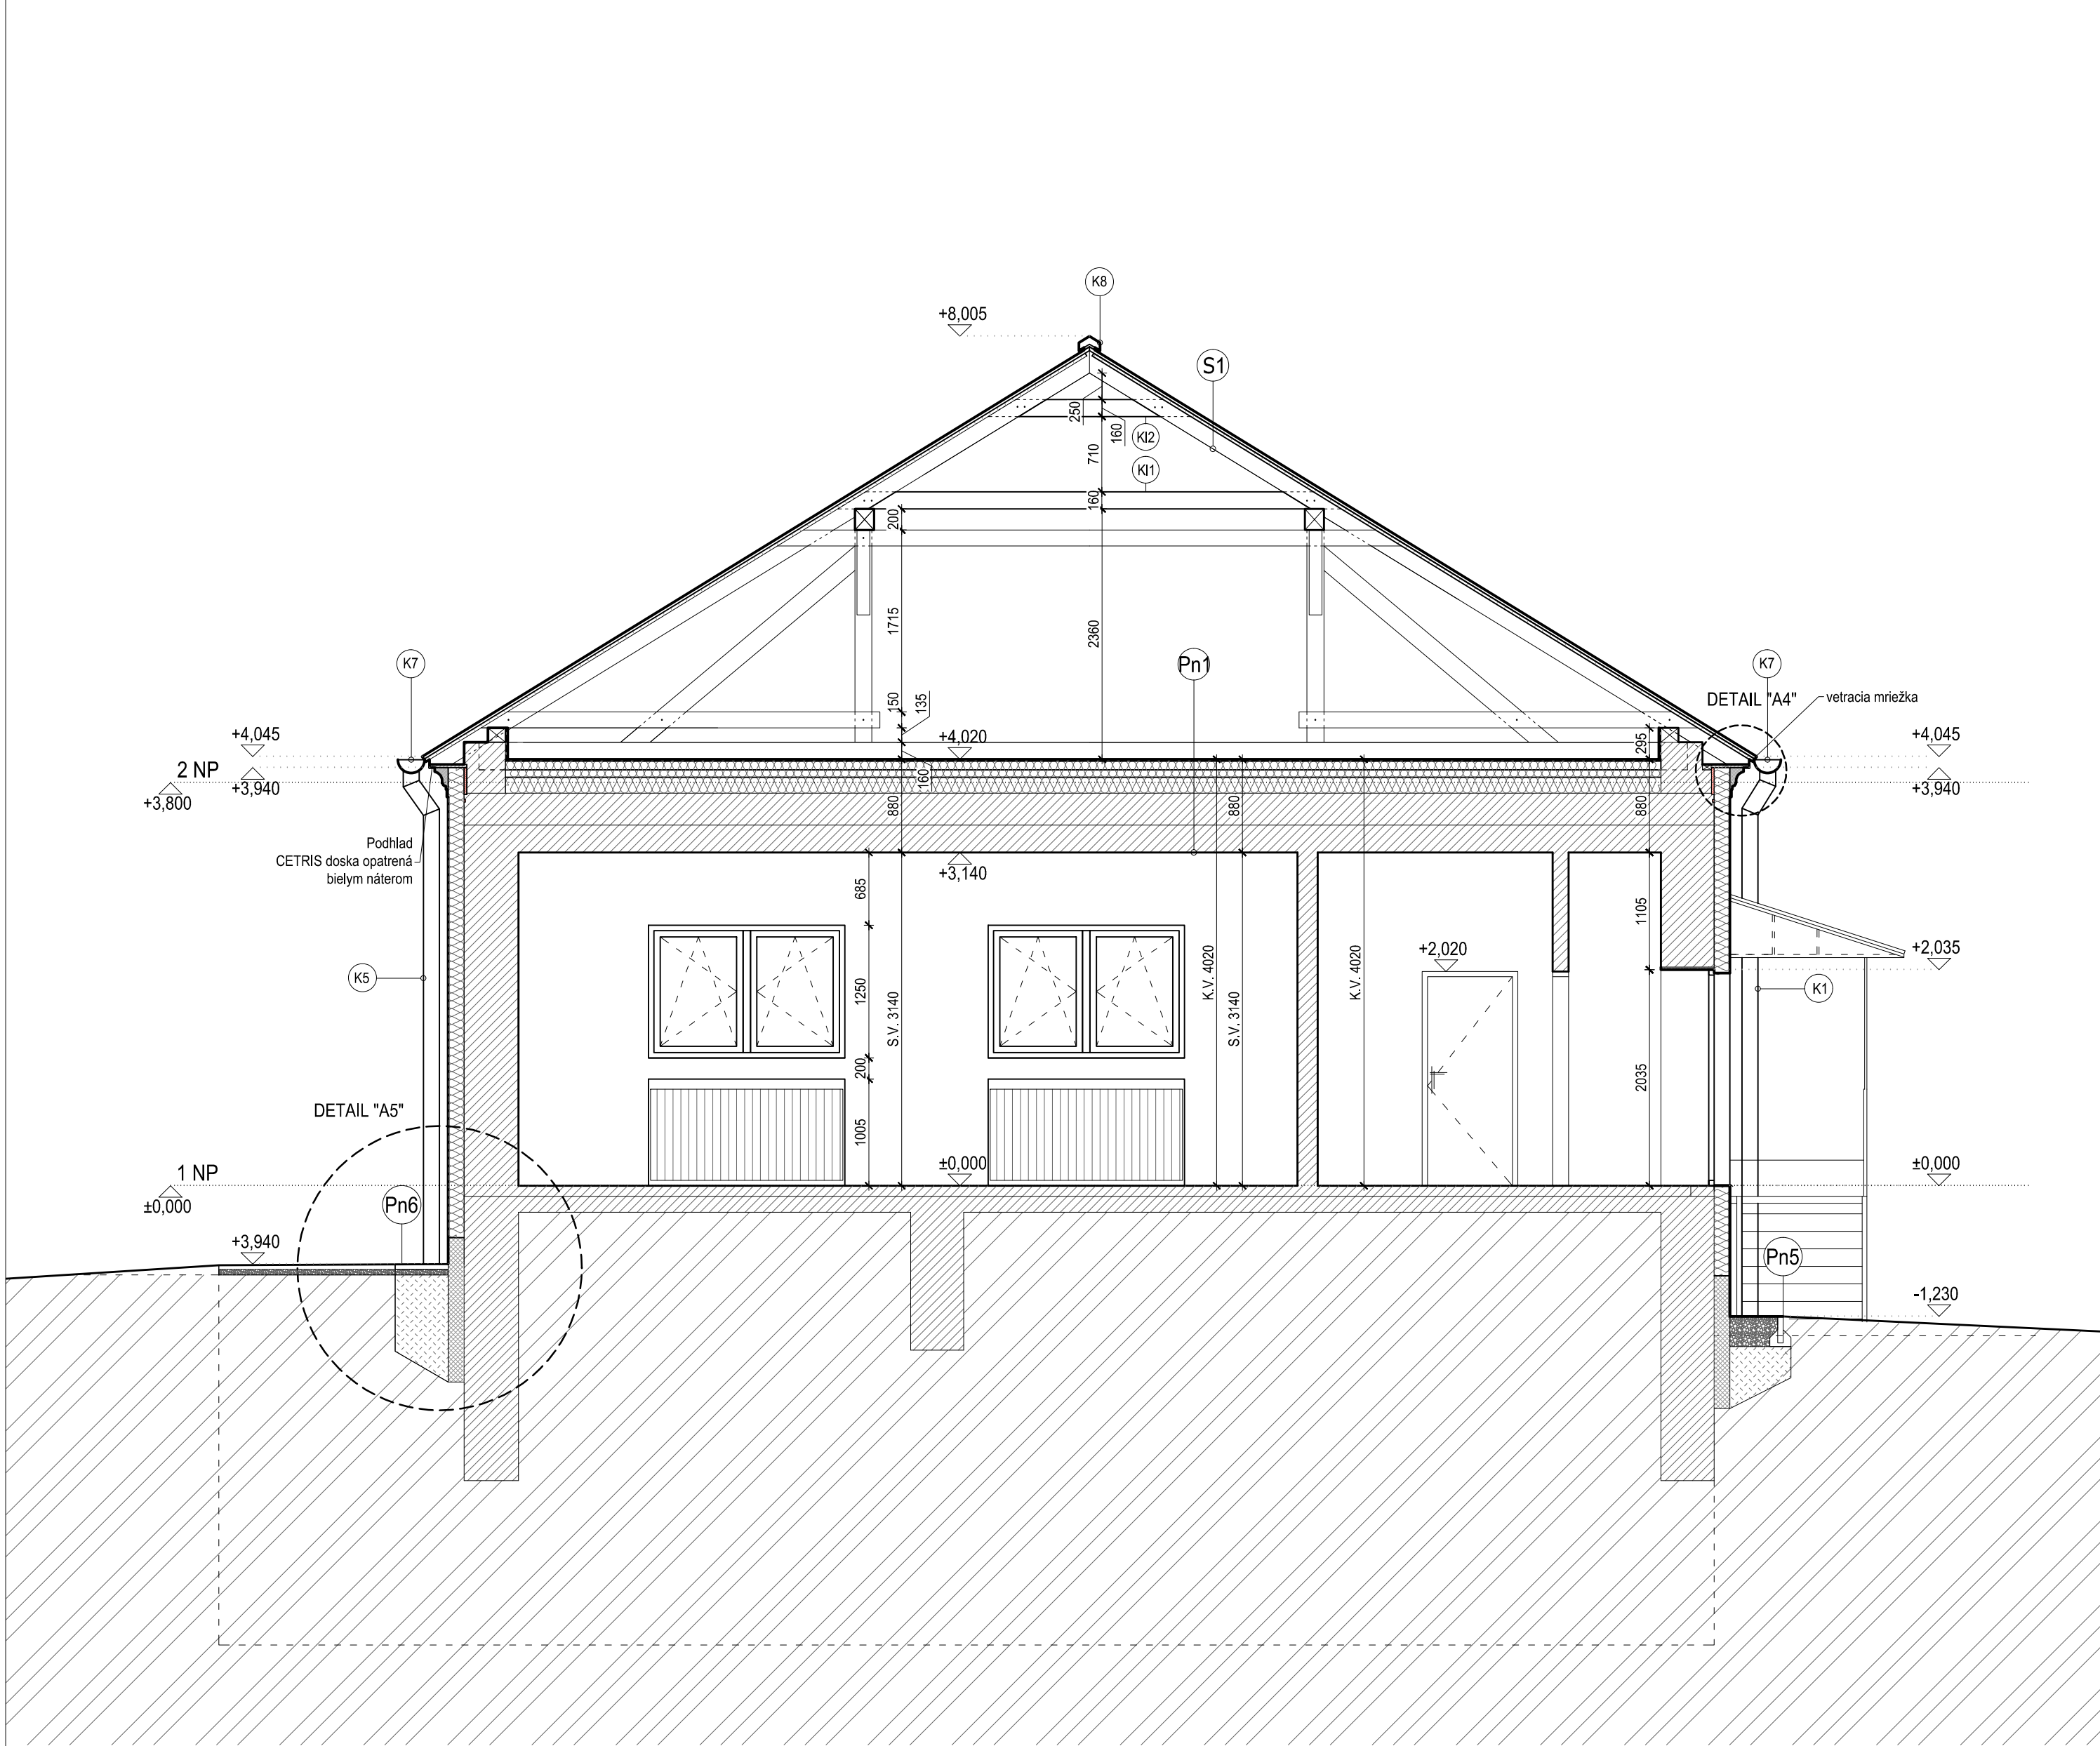 K8
+8,005
S1
250
160
KI2
710
KI1
160
200
1715
2360
Pn1
K7
K7
DETAIL "A4"
vetracia mriežka
150
135
+4,045
+4,020
295
+4,045
2 NP
+3,940
160
+3,800
+3,940
880
880
880
Podhlad
CETRIS doska opatrená
bielym náterom
+3,140
685
1105
+2,020
+2,035
K5
K.V. 4020
K.V. 4020
K1
1250
S.V. 3140
S.V. 3140
200
2035
DETAIL "A5"
1005
1 NP
±0,000
±0,000
±0,000
Pn6
+3,940
Pn5
-1,230